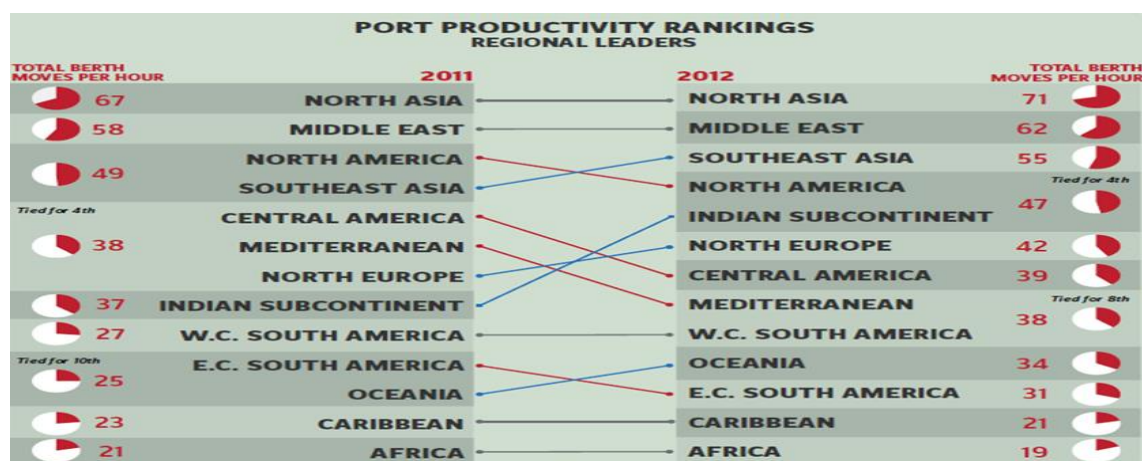 PORT PRODUCTIVITY RANKINGS
REGIONAL LEADERS
TOTAL BERTH
MOVES PER HOUR
2011
2012
TOTAL BERTH
MOVES PER HOUR
67 NORTH ASIA NORTH ASIA 71
58 MIDDLE EAST MIDDLE EAST 62
NORTH AMERICA SOUTHEAST ASIA 55
49
SOUTHEAST ASIA NORTH AMERICA Tied for 4th
47
Tied for 4th CENTRAL AMERICA INDIAN SUBCONTINENT
38 MEDITERRANEAN NORTH EUROPE 42
NORTH EUROPE CENTRAL AMERICA 39
37 INDIAN SUBCONTINENT MEDITERRANEAN Tied for 8th
38
27 W.C. SOUTH AMERICA W.C. SOUTH AMERICA
Tied for 10th E.C. SOUTH AMERICA OCEANIA 34
25
OCEANIA E.C. SOUTH AMERICA 31
23 CARIBBEAN CARIBBEAN 21
21 AFRICA AFRICA 19